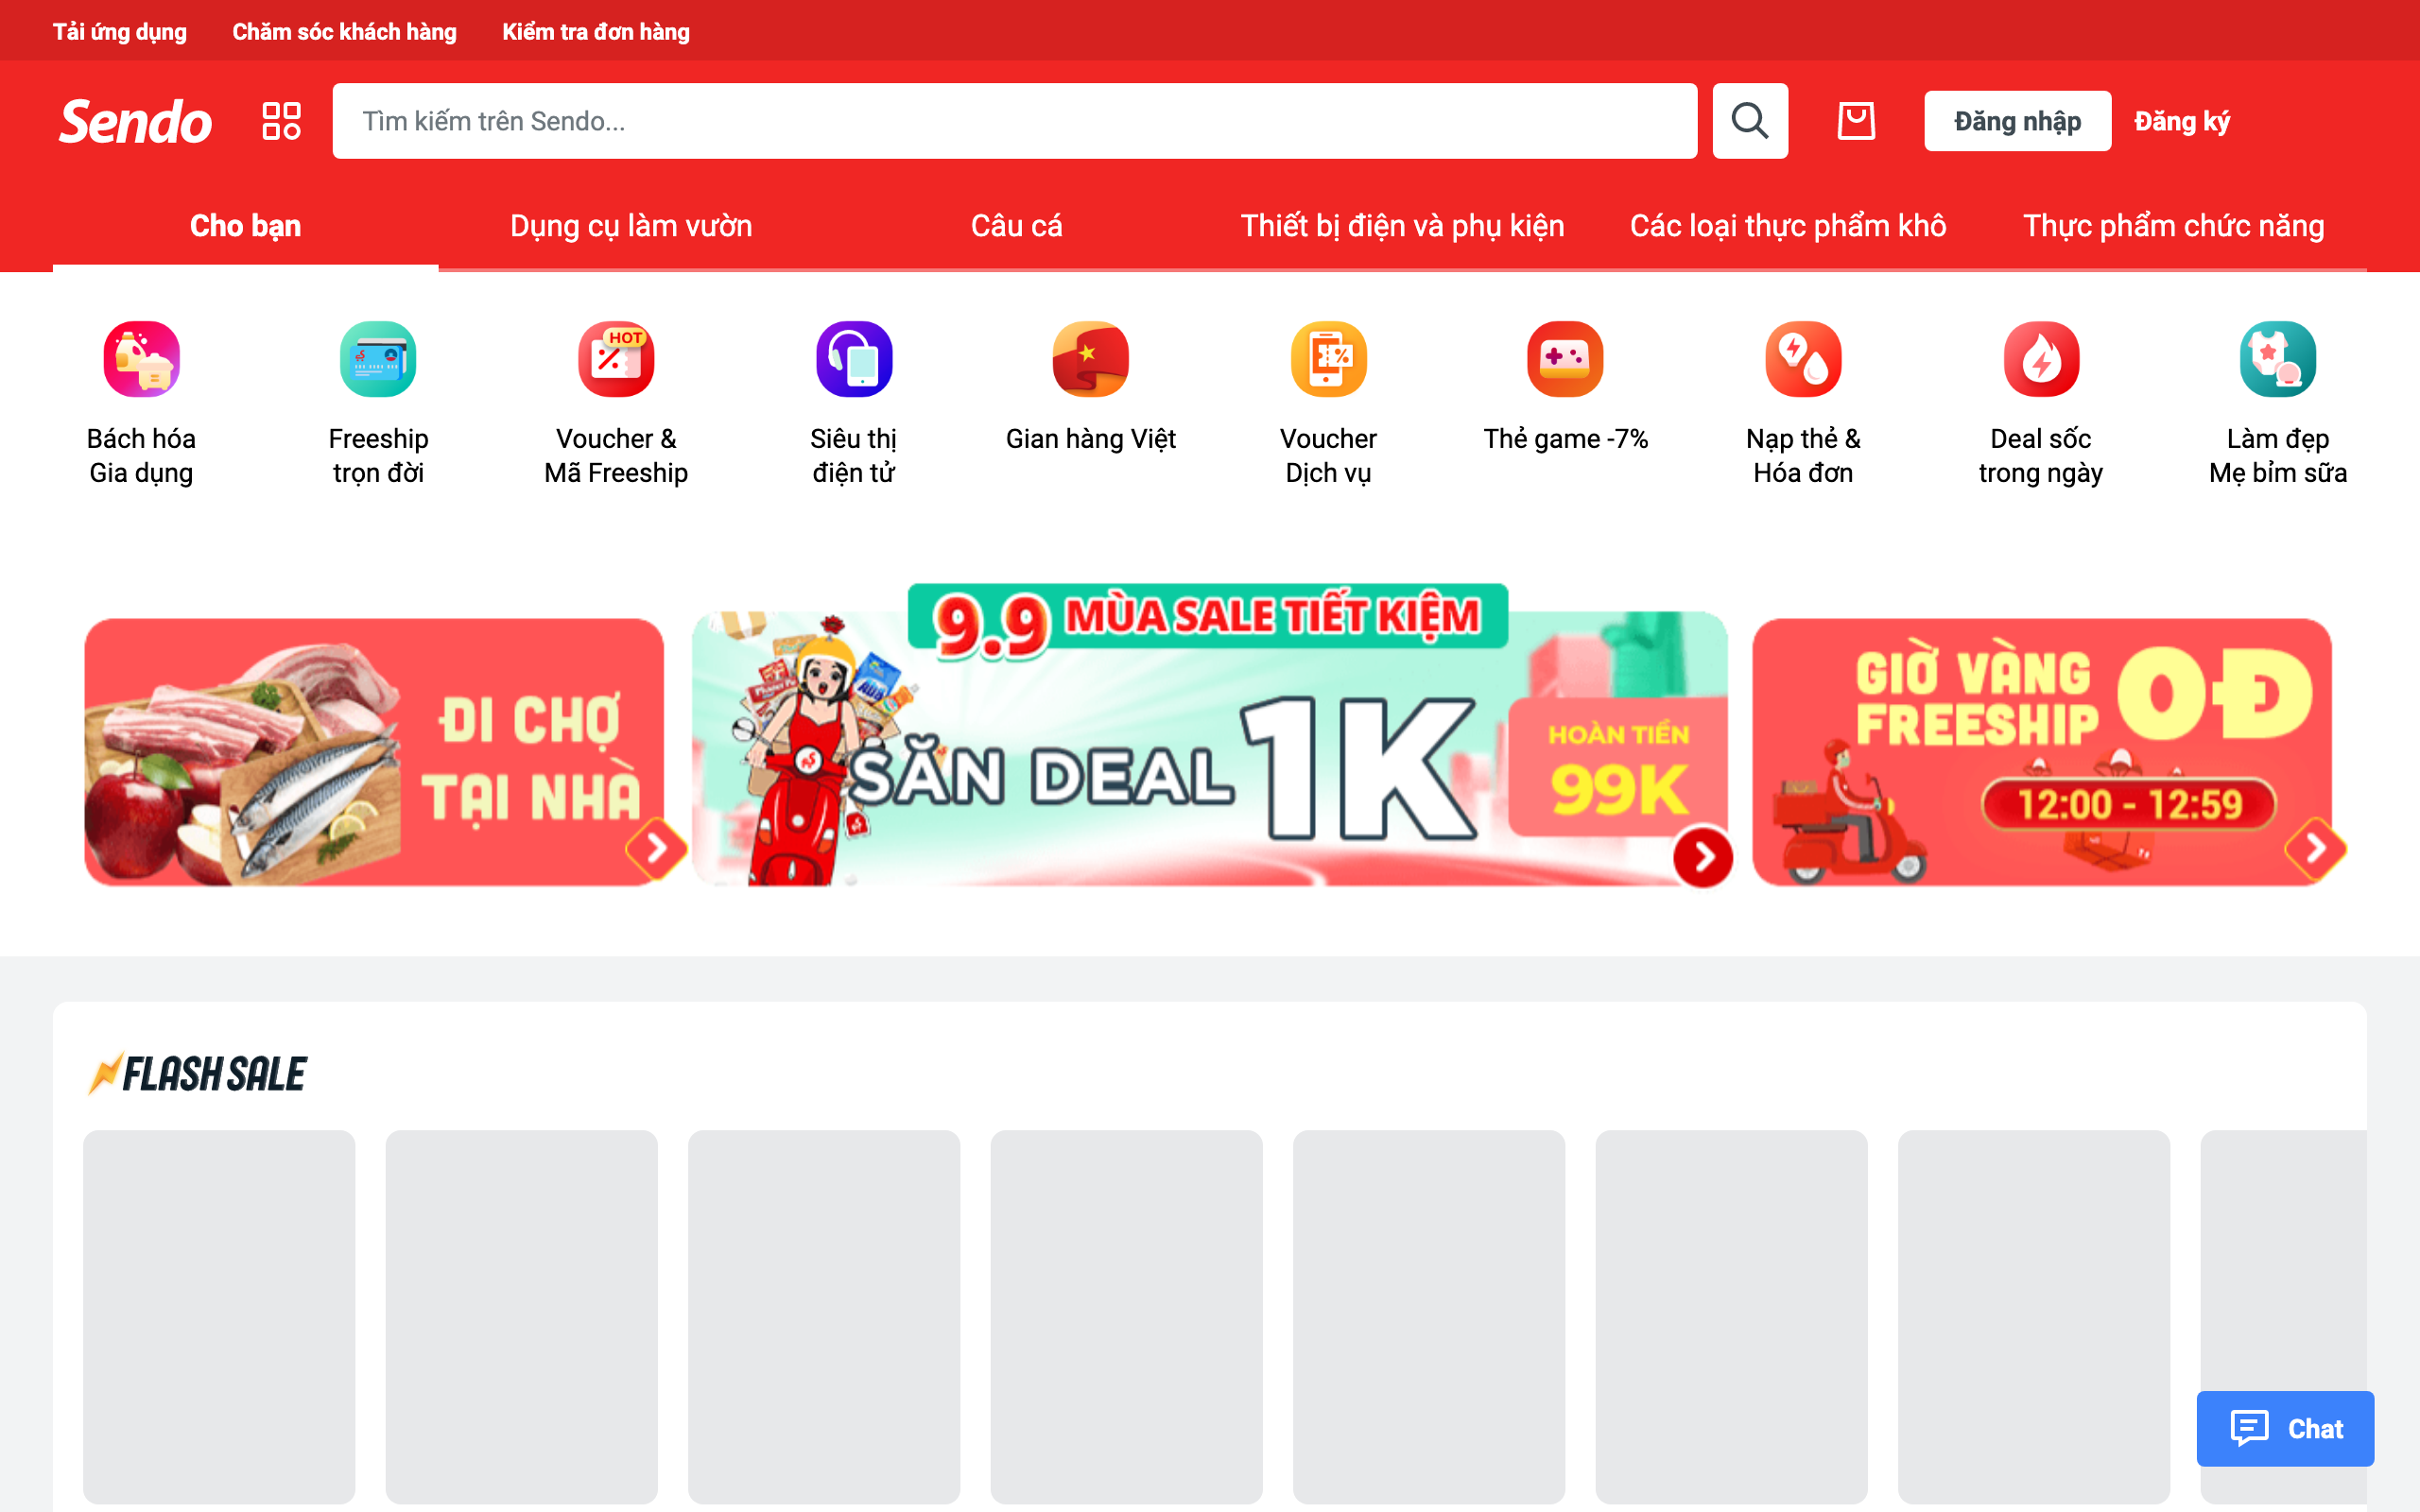 Tải ứng dụng
Chăm sóc khách hàng
Kiểm tra đơn hàng
Sendo
Tìm kiếm trên Sendo...
Đăng nhập
Đăng ký
Cho bạn
Dụng cụ làm vườn
Câu cá
Thiết bị điện và phụ kiện
Các loại thực phẩm khô
Thực phẩm chức năng
HOT
Bách hóa
Gia dụng
Freeship
trọn đời
Voucher &
Mã Freeship
Siêu thị
điện tử
Gian hàng Việt
Voucher
Dịch vụ
Thẻ game -7%
Nạp thẻ &
Hóa đơn
Deal sốc
trong ngày
Làm đẹp
Mẹ bỉm sữa
ĐI CHỢ
TẠI NHÀ
9.9 MÙA SALE TIẾT KIỆM
SĂN DEAL 1K
HOÀN TIỀN
99K
GIỜ VÀNG
FREESHIP
0Đ
12:00 - 12:59
FLASH SALE
Chat